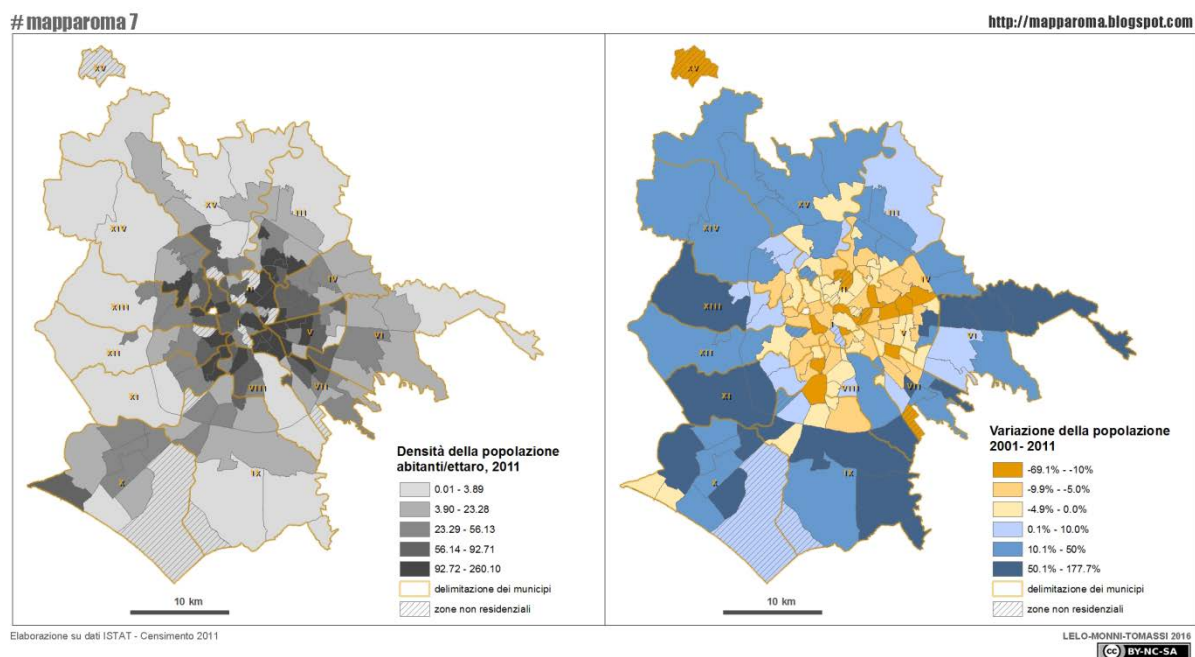 # mapparoma 7
http://mapparoma.blogspot.com
XV
XV
III
XIV
II
IV
XIII
I
V
VI
XII
VIII
VII
XI
IX
X
Densità della popolazione
abitanti/ettaro, 2011
0.01 - 3.89
3.90 - 23.28
23.29 - 56.13
56.14 - 92.71
92.72 - 260.10
delimitazione dei municipi
zone non residenziali
10 km
XV
XV
III
XIV
II
IV
XIII
I
V
VI
XII
VIII
VII
XI
IX
X
Variazione della popolazione
2001- 2011
-69.1% - -10%
-9.9% - -5.0%
-4.9% - 0.0%
0.1% - 10.0%
10.1% - 50%
50.1% - 177.7%
delimitazione dei municipi
zone non residenziali
10 km
Elaborazione su dati ISTAT - Censimento 2011
LELO-MONNI-TOMASSI 2016
cc BY-NC-SA